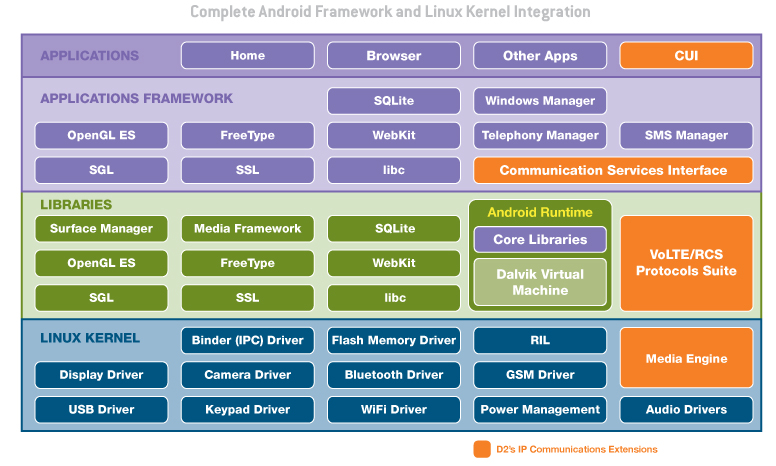 Complete Android Framework and Linux Kernel Integration
APPLICATIONS
Home
Browser
Other Apps
CUI
APPLICATIONS FRAMEWORK
SQLite
Windows Manager
OpenGL ES
FreeType
WebKit
Telephony Manager
SMS Manager
SGL
SSL
libc
Communication Services Interface
LIBRARIES
Surface Manager
Media Framework
SQLite
OpenGL ES
FreeType
WebKit
SGL
SSL
libc
Android Runtime
Core Libraries
Dalvik Virtual
Machine
VoLTE/RCS
Protocols Suite
LINUX KERNEL
Binder (IPC) Driver
Flash Memory Driver
RIL
Media Engine
Display Driver
Camera Driver
Bluetooth Driver
GSM Driver
USB Driver
Keypad Driver
WiFi Driver
Power Management
Audio Drivers
D2's IP Communications Extensions